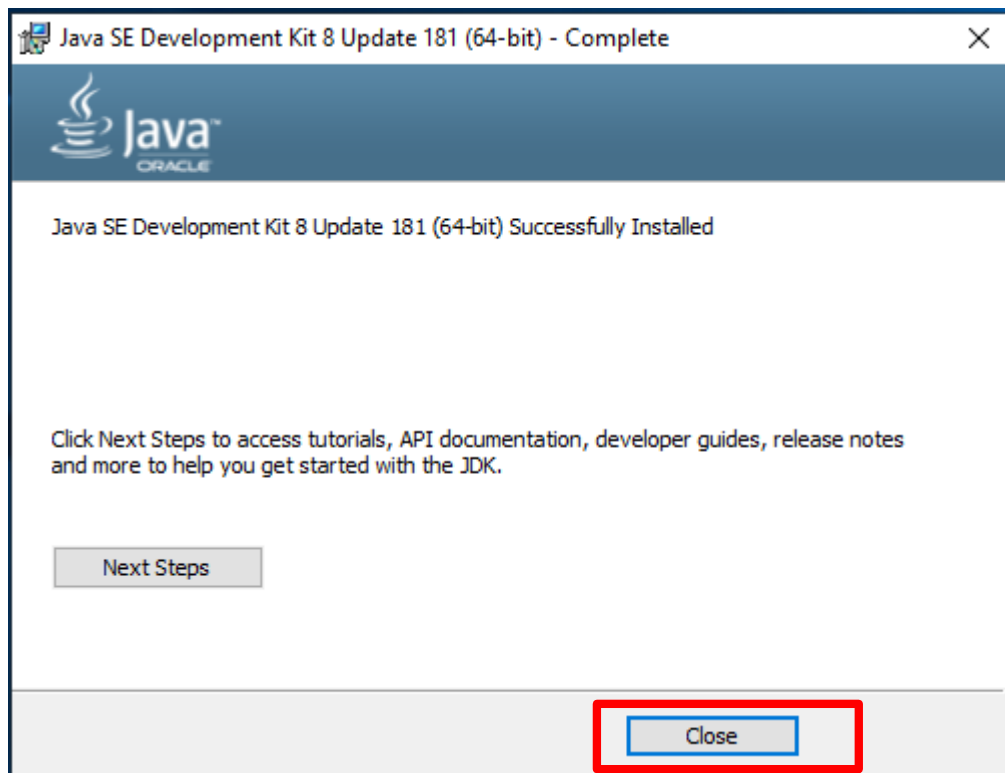 Java SE Development Kit 8 Update 181 (64-bit) - Complete
Java™
ORACLE
Java SE Development Kit 8 Update 181 (64-bit) Successfully Installed
Click Next Steps to access tutorials, API documentation, developer guides, release notes
and more to help you get started with the JDK.
Next Steps
Close